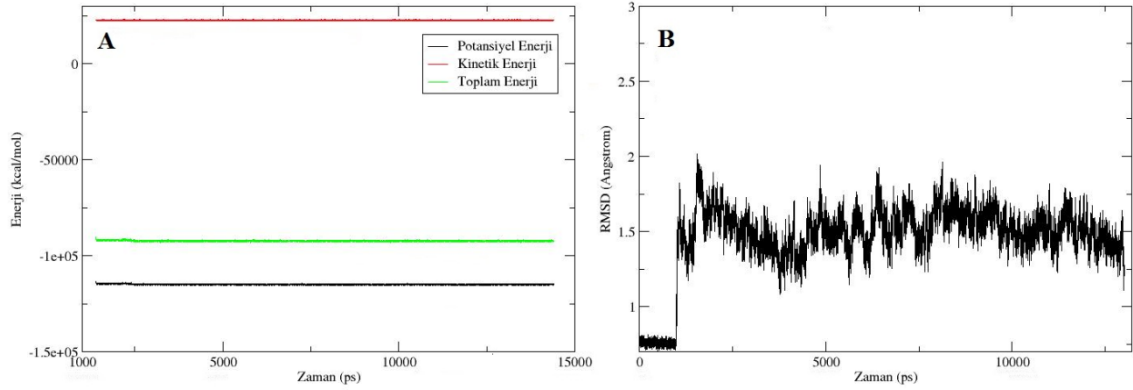 A
Potansiyel Enerji
Kinetik Enerji
Toplam Enerji
0
-50000
-1e+05
-1.5e+05
Enerji (kcal/mol)
1000
5000
10000
15000
Zaman (ps)
B
3
2.5
2
1.5
1
RMSD (Angstrom)
0
5000
10000
Zaman (ps)